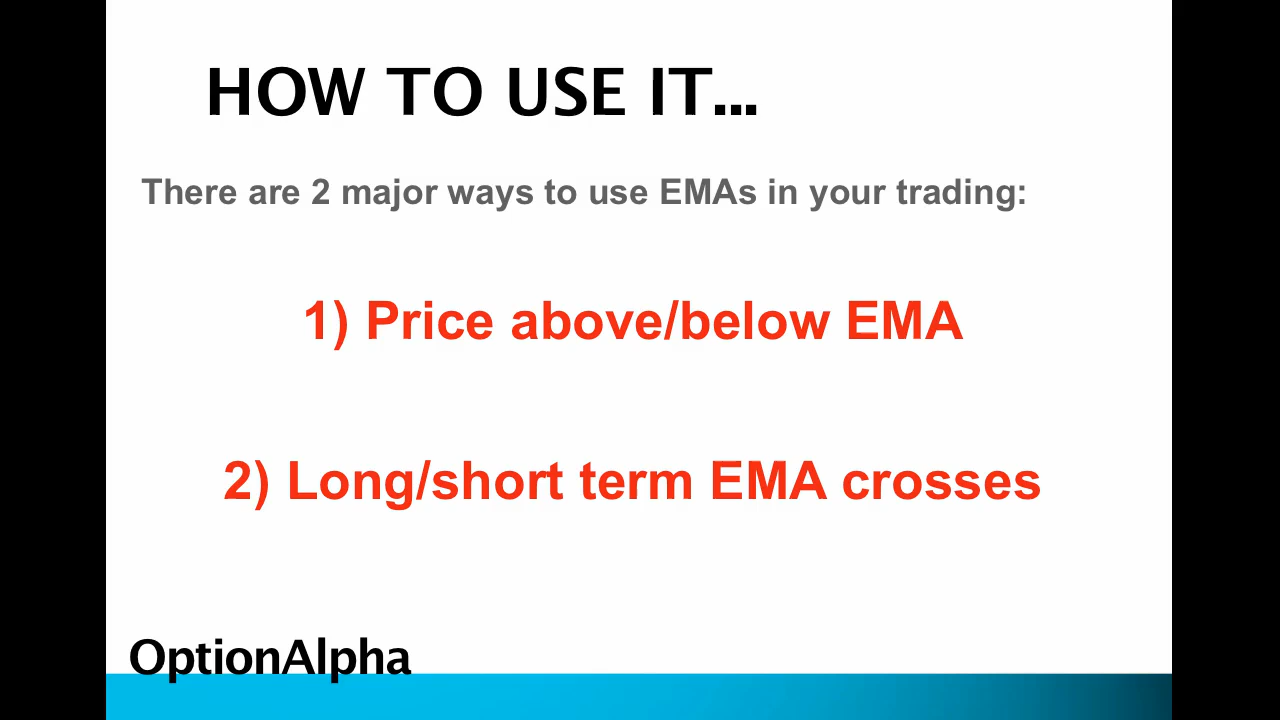 HOW TO USE IT...
There are 2 major ways to use EMAs in your trading:
1) Price above/below EMA
2) Long/short term EMA crosses
OptionAlpha